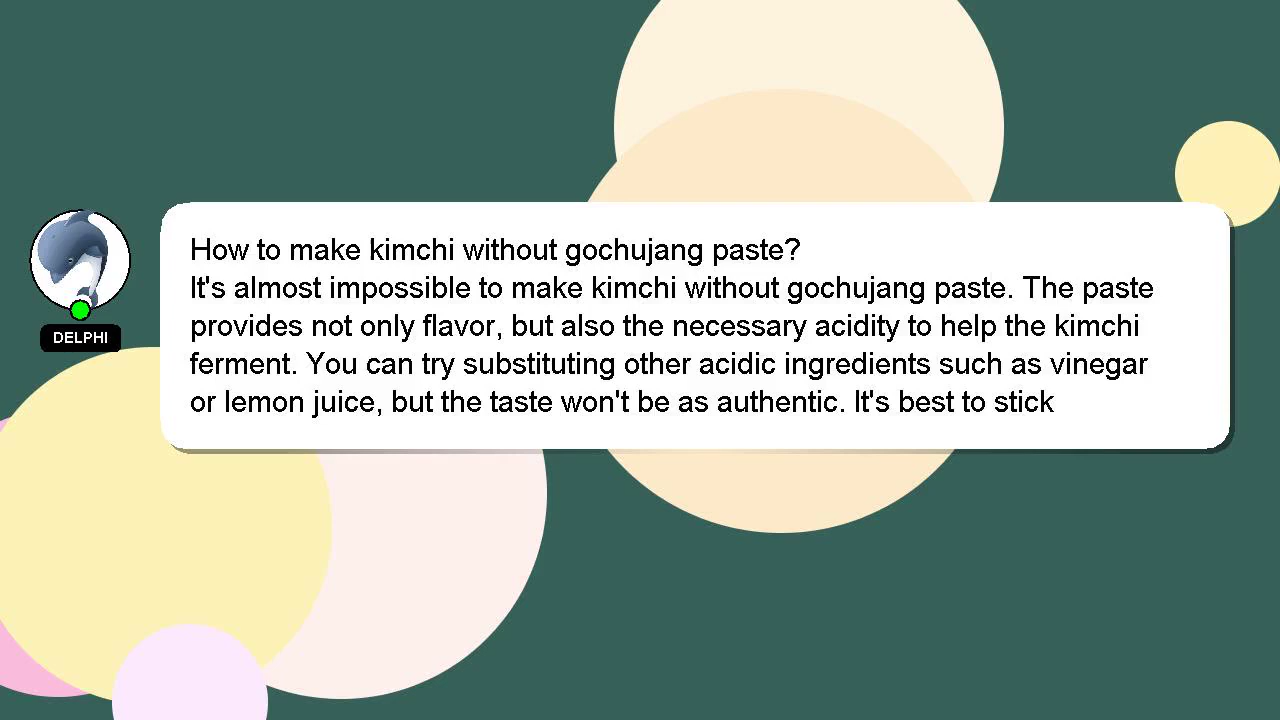 How to make kimchi without gochujang paste?
It's almost impossible to make kimchi without gochujang paste. The paste
provides not only flavor, but also the necessary acidity to help the kimchi
ferment. You can try substituting other acidic ingredients such as vinegar
or lemon juice, but the taste won't be as authentic. It's best to stick
DELPHI